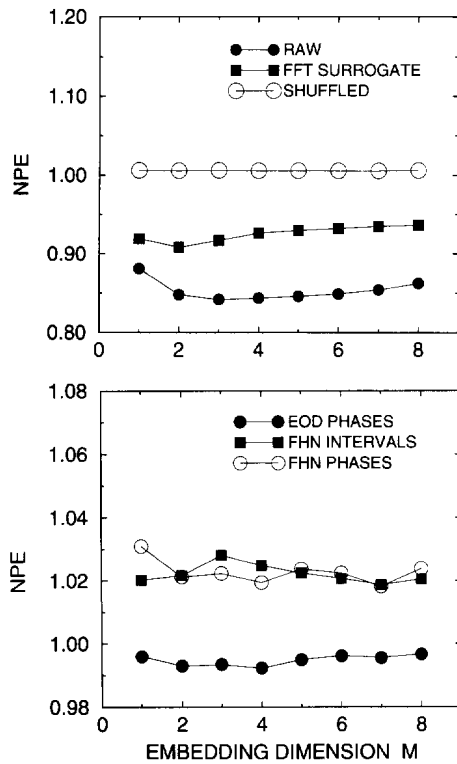 1.20
RAW
FFT SURROGATE
SHUFFLED
1.10
NPE
1.00
0.90
0.80
0 2 4 6 8
1.08
EOD PHASES
FHN INTERVALS
FHN PHASES
1.06
1.04
NPE
1.02
1.00
0.98
0 2 4 6 8
EMBEDDING DIMENSION M